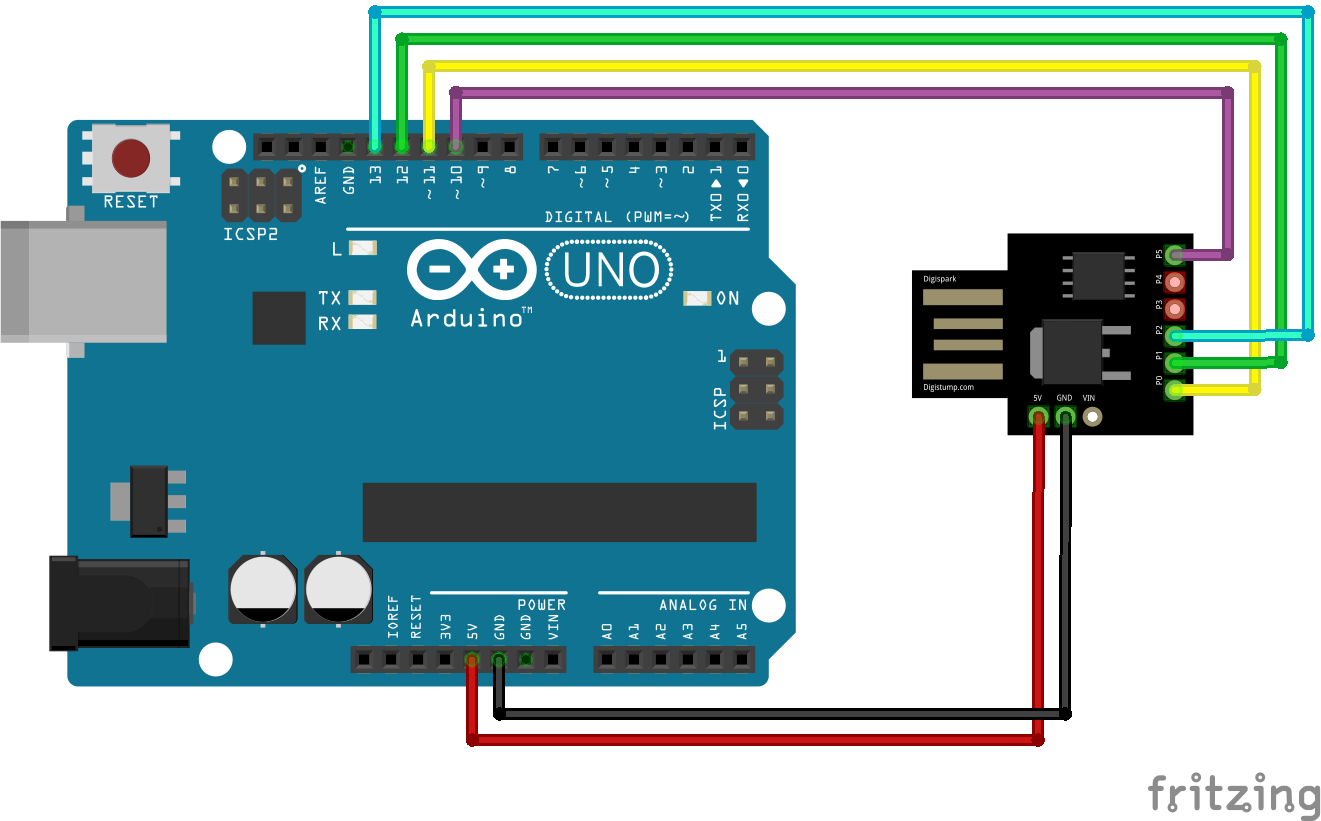 RESET
ICSP2
AREF
GND
13
12
~11
~10
~9
8
7
~6
~5
4
~3
2
TX0▶1
RX0◀0
DIGITAL (PWM=~)
L
TX
RX
UNO
Arduino™
ON
1
ICSP
IOREF
RESET
3V3
5V
GND
GND
VIN
POWER
ANALOG IN
A0
A1
A2
A3
A4
A5
Digispark
Digistump.com
P5
P4
P3
P2
P1
P0
5V
GND
VIN
fritzing